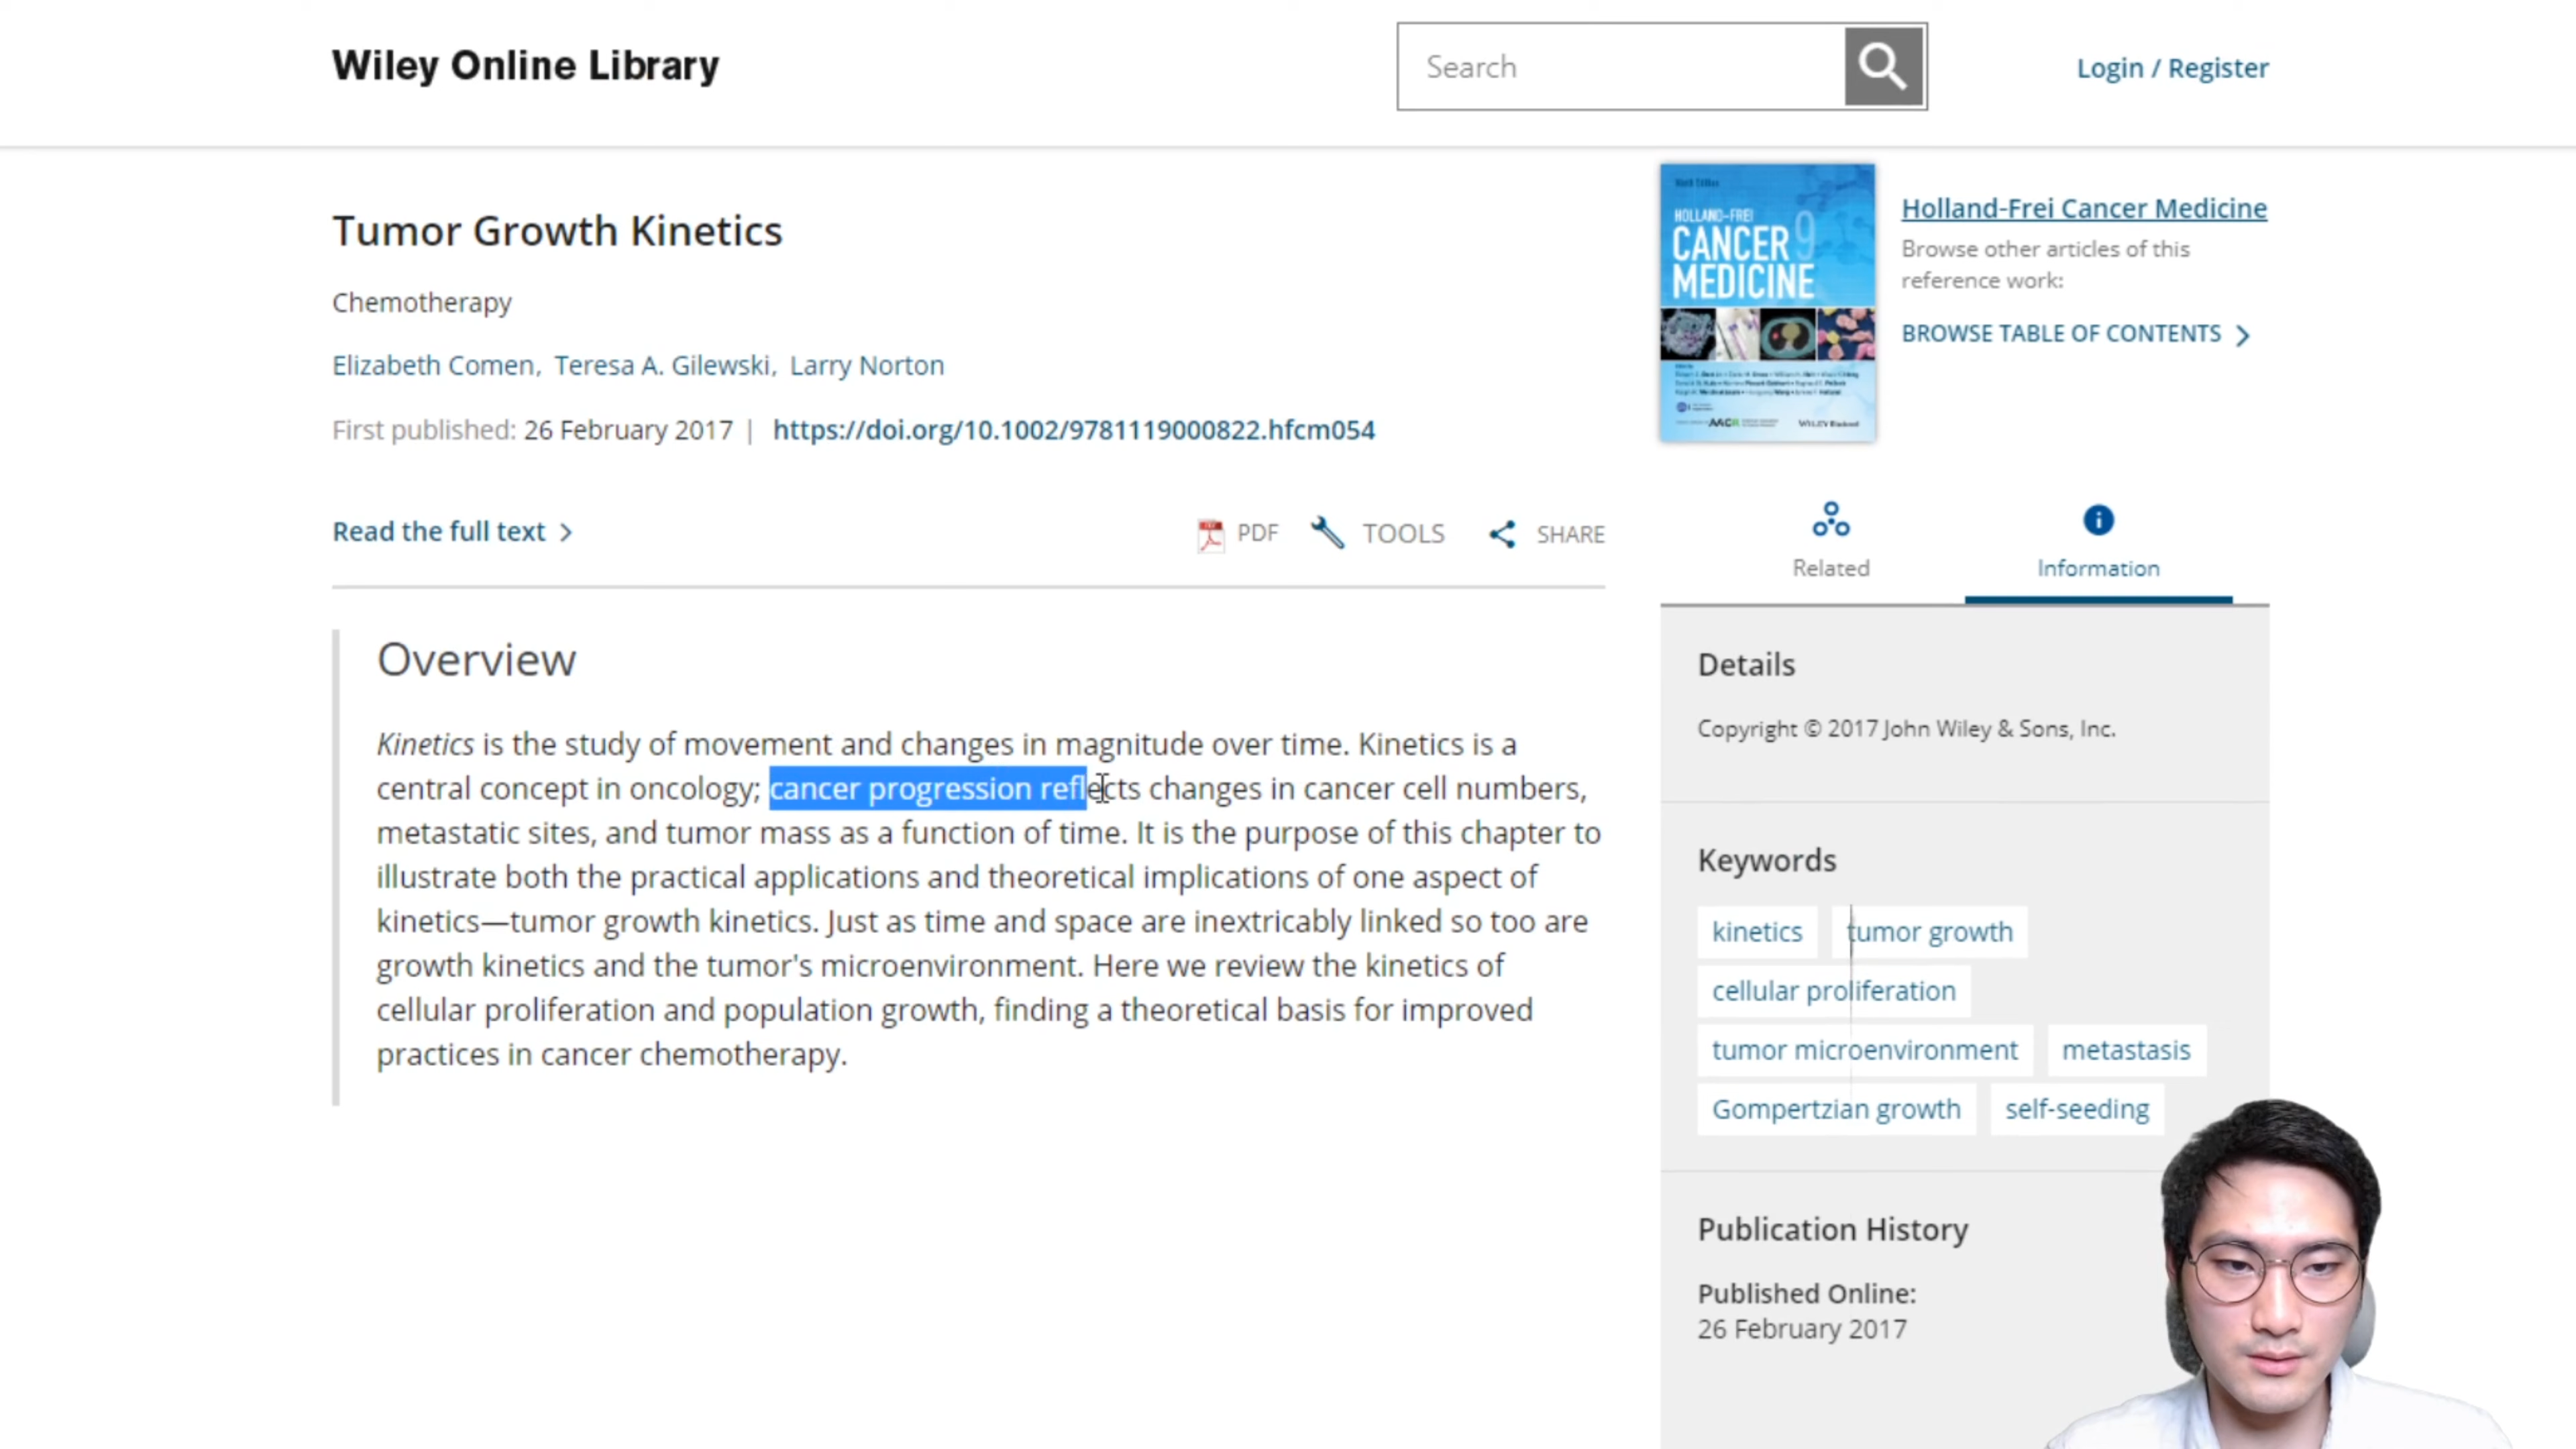 Wiley Online Library
Search
Login / Register
Tumor Growth Kinetics
Chemotherapy
Elizabeth Comen, Teresa A. Gilewski, Larry Norton
First published: 26 February 2017 | https://doi.org/10.1002/9781119000822.hfcm054
Read the full text
PDF
TOOLS
SHARE
Overview
Kinetics is the study of movement and changes in magnitude over time. Kinetics is a
central concept in oncology; cancer progression reflects changes in cancer cell numbers,
metastatic sites, and tumor mass as a function of time. It is the purpose of this chapter to
illustrate both the practical applications and theoretical implications of one aspect of
kinetics—tumor growth kinetics. Just as time and space are inextricably linked so too are
growth kinetics and the tumor's microenvironment. Here we review the kinetics of
cellular proliferation and population growth, finding a theoretical basis for improved
practices in cancer chemotherapy.
HOLLAND-FREI
CANCER 9
MEDICINE
AACR
Holland-Frei Cancer Medicine
Browse other articles of this
reference work:
BROWSE TABLE OF CONTENTS
Related
Information
Details
Copyright © 2017 John Wiley & Sons, Inc.
Keywords
kinetics
tumor growth
cellular proliferation
tumor microenvironment
metastasis
Gompertzian growth
self-seeding
Publication History
Published Online:
26 February 2017